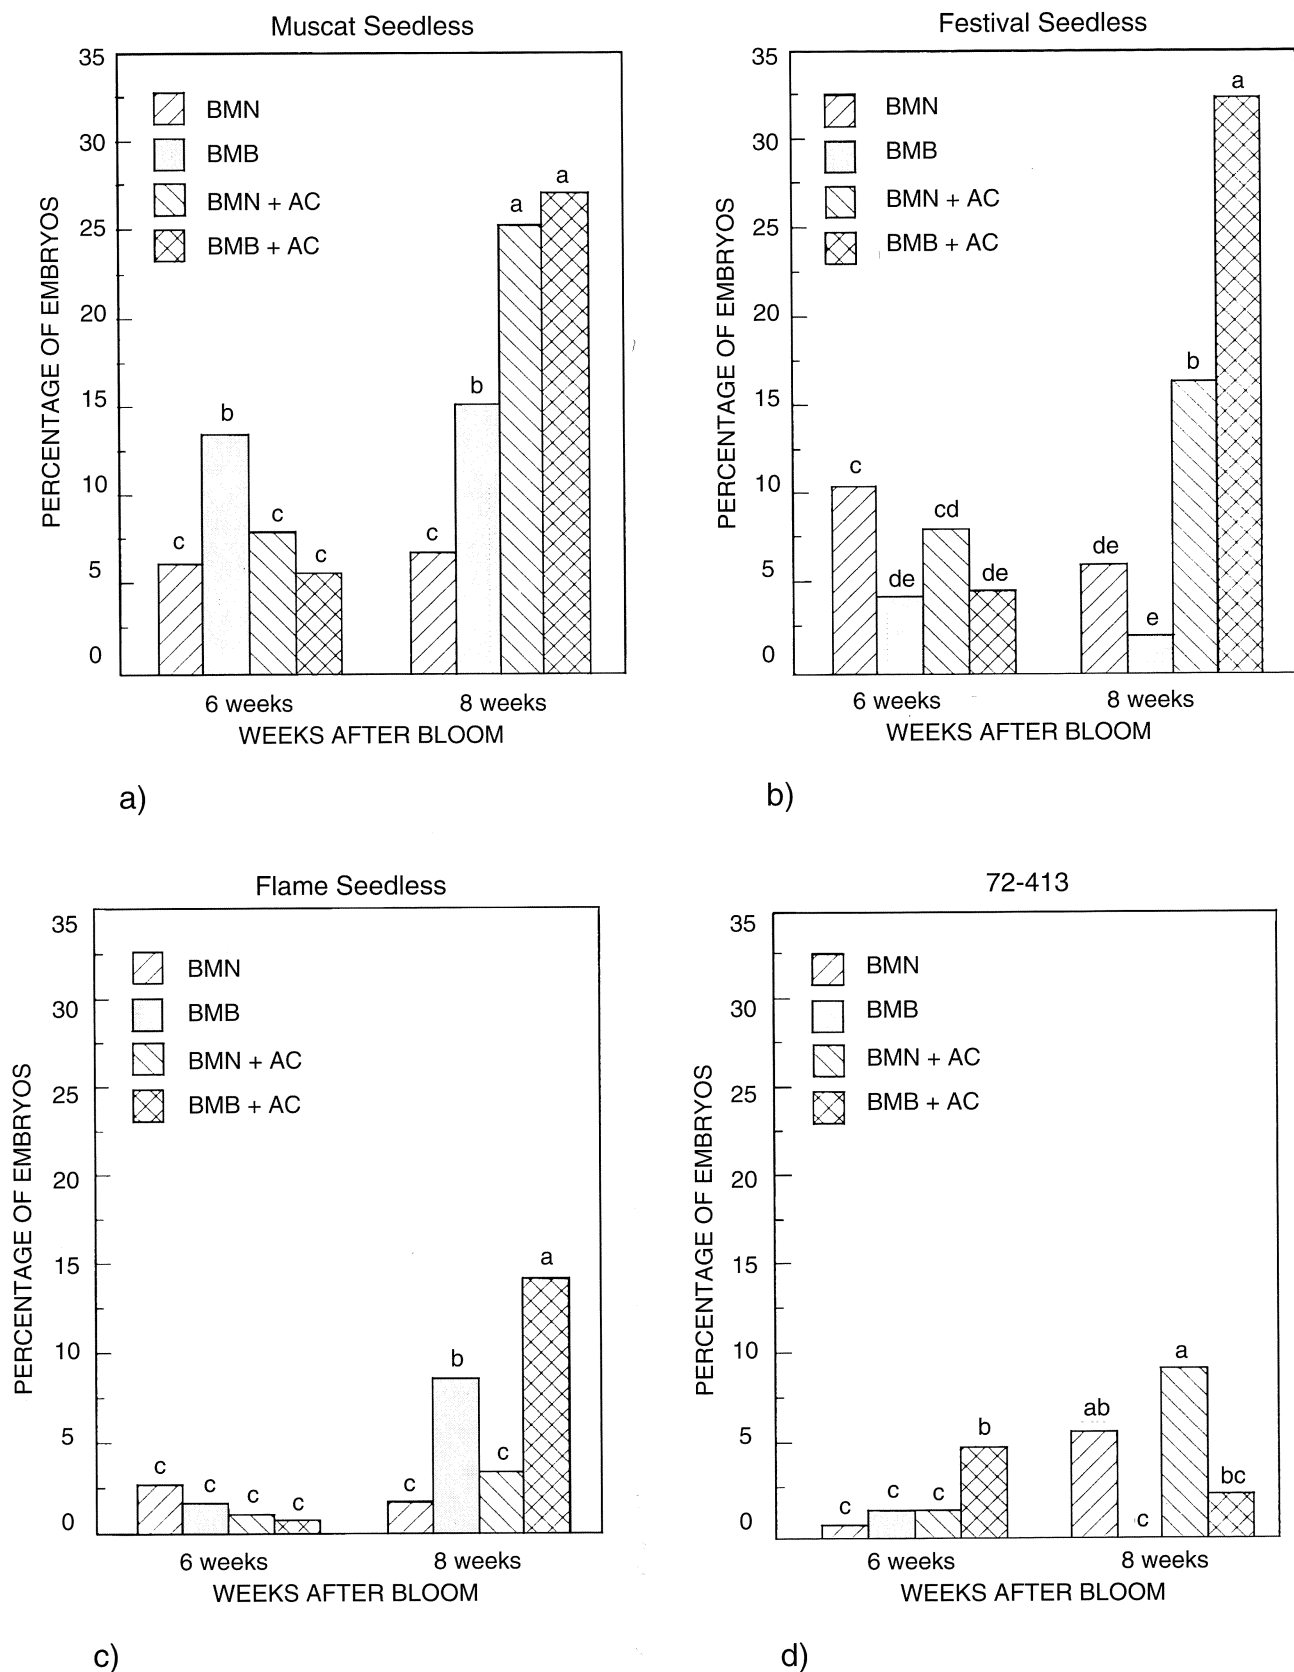 Muscat Seedless
35
30
25
20
15
10
5
0
PERCENTAGE OF EMBRYOS
BMN
BMB
BMN + AC
BMB + AC
c
b
c
c
c
b
a
a
6 weeks
8 weeks
WEEKS AFTER BLOOM
a)
Festival Seedless
35
30
25
20
15
10
5
0
PERCENTAGE OF EMBRYOS
BMN
BMB
BMN + AC
BMB + AC
c
de
cd
de
de
e
b
a
6 weeks
8 weeks
WEEKS AFTER BLOOM
b)
Flame Seedless
35
30
25
20
15
10
5
0
PERCENTAGE OF EMBRYOS
BMN
BMB
BMN + AC
BMB + AC
c
c
c
c
c
b
c
a
6 weeks
8 weeks
WEEKS AFTER BLOOM
c)
72-413
35
30
25
20
15
10
5
0
PERCENTAGE OF EMBRYOS
BMN
BMB
BMN + AC
BMB + AC
c
c
c
b
ab
c
a
bc
6 weeks
8 weeks
WEEKS AFTER BLOOM
d)